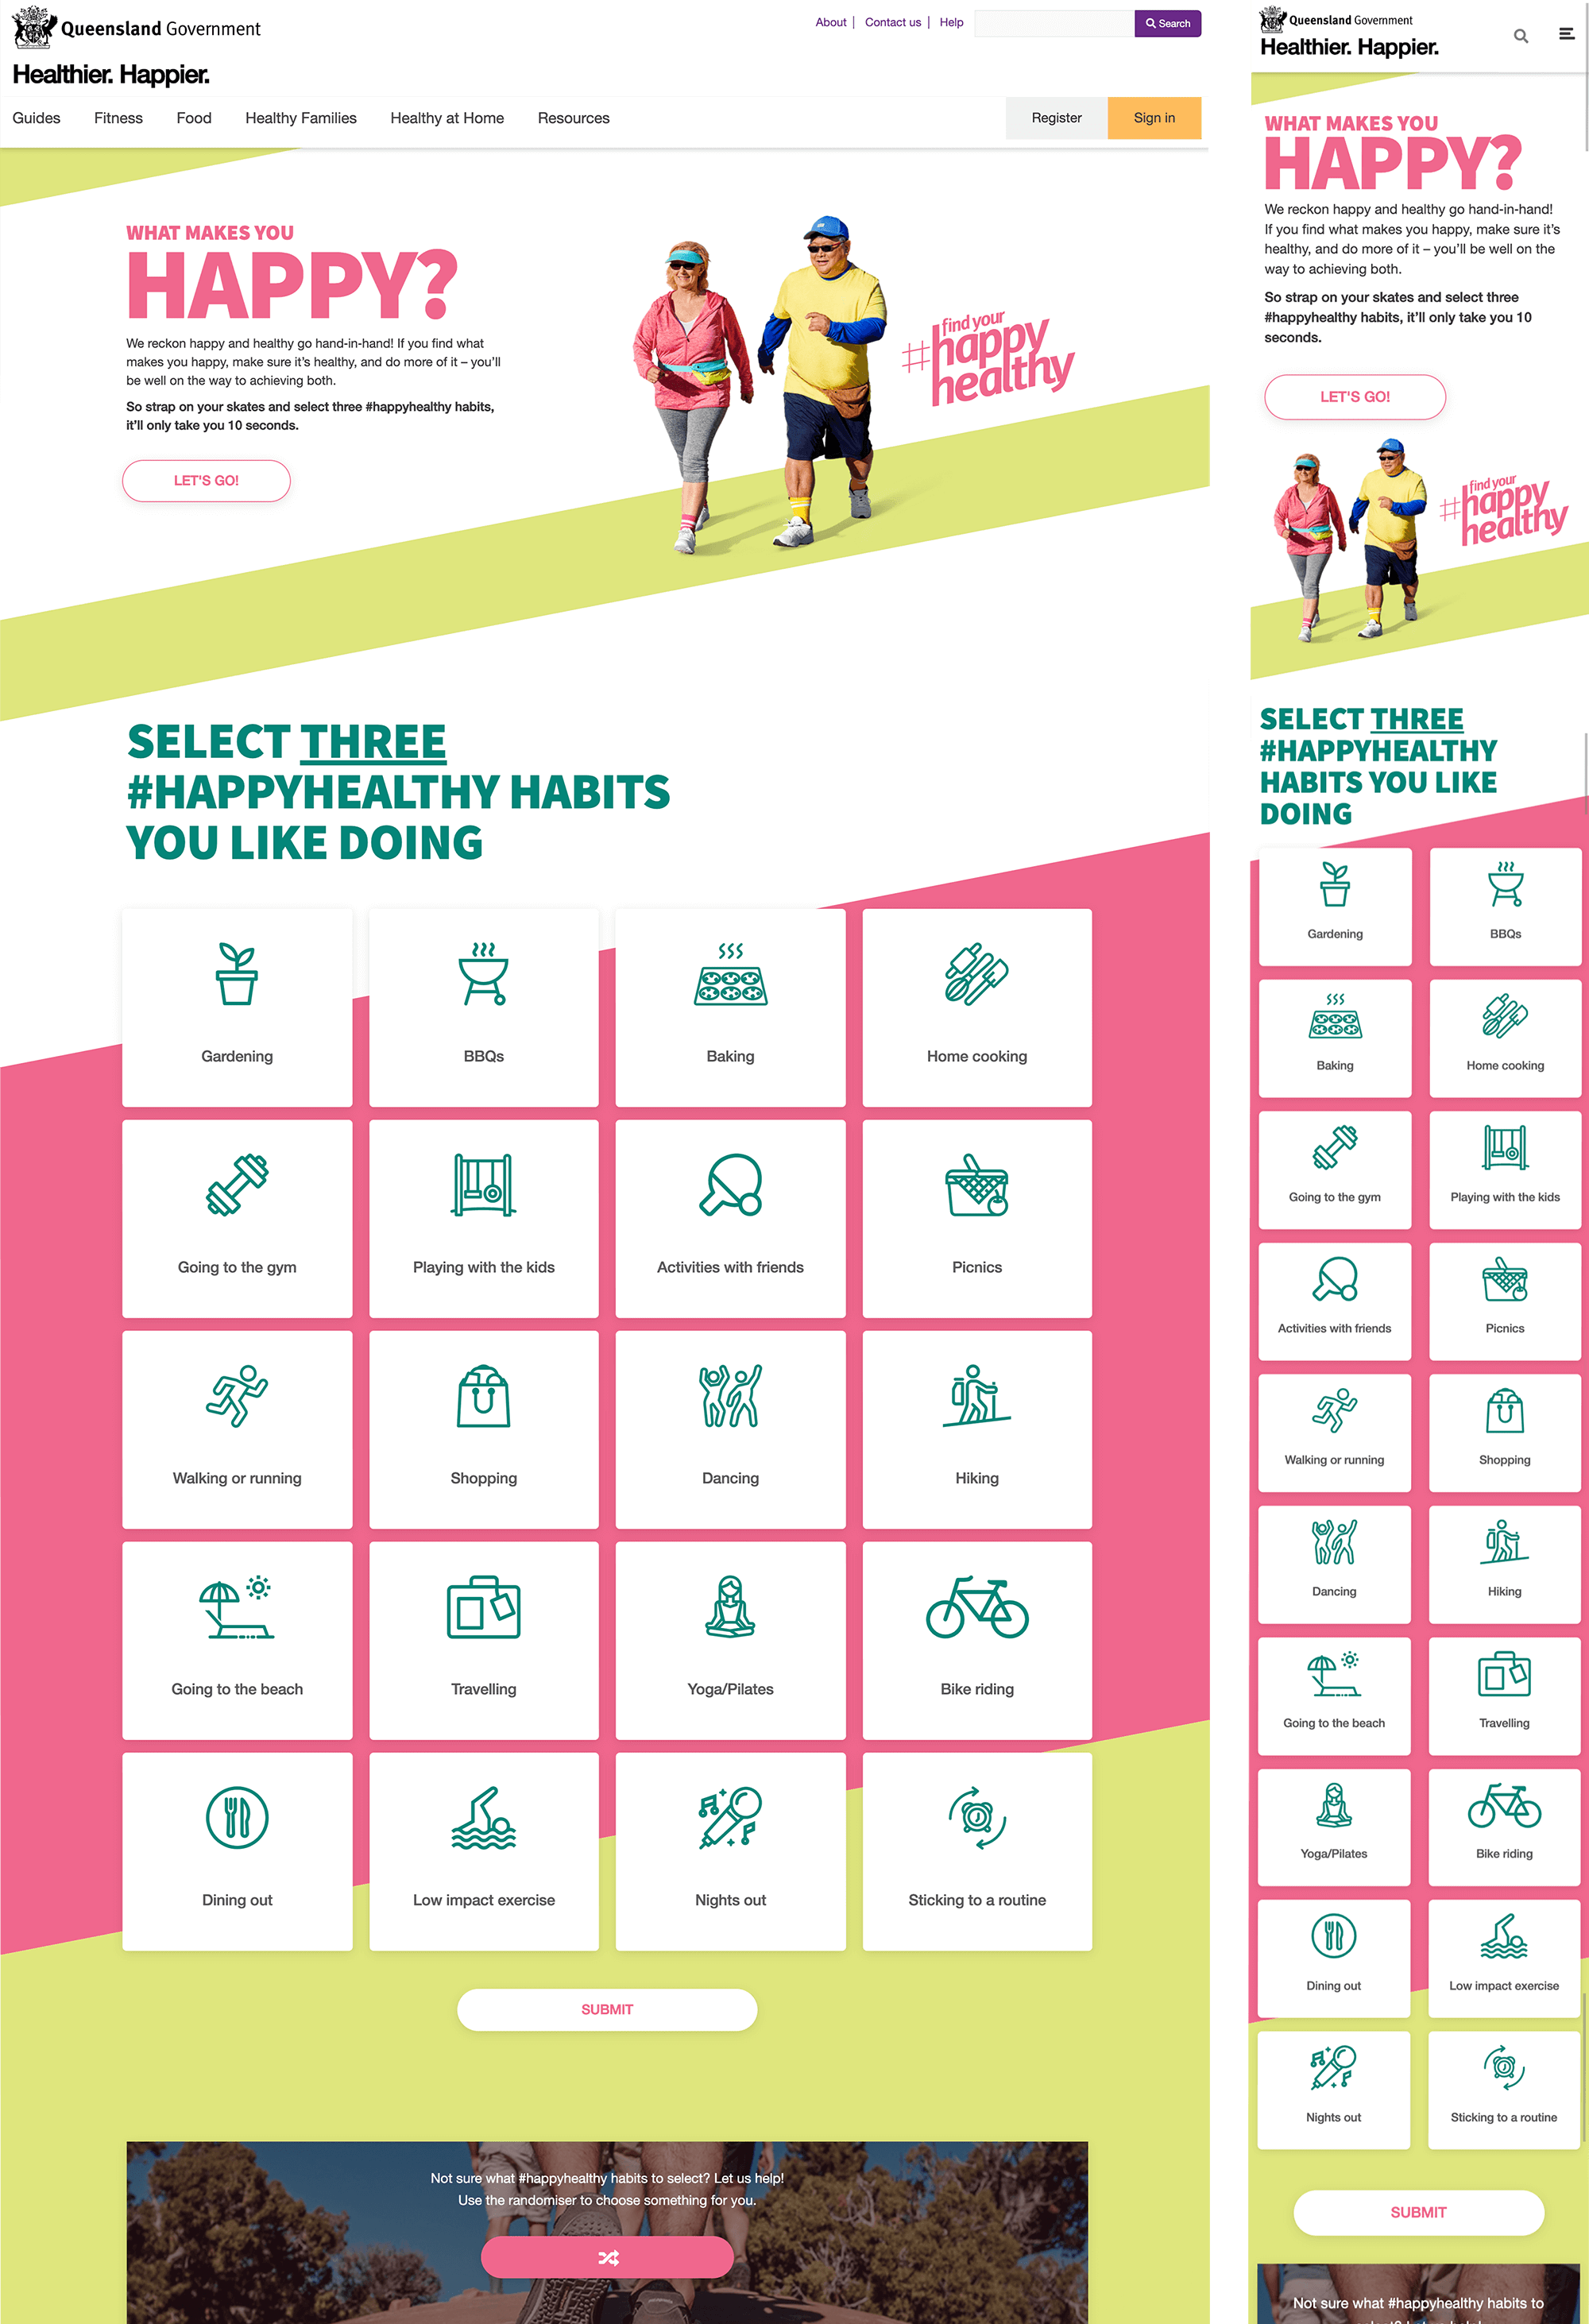 Queensland Government
Healthier. Happier.
About | Contact us | Help
Search
Guides
Fitness
Food
Healthy Families
Healthy at Home
Resources
Register
Sign in
WHAT MAKES YOU
HAPPY?
We reckon happy and healthy go hand-in-hand! If you find what
makes you happy, make sure it's healthy, and do more of it – you'll
be well on the way to achieving both.
So strap on your skates and select three #happyhealthy habits,
it'll only take you 10 seconds.
LET'S GO!
find your
#happy
healthy
SELECT THREE
#HAPPYHEALTHY HABITS
YOU LIKE DOING
Gardening
BBQs
Baking
Home cooking
Going to the gym
Playing with the kids
Activities with friends
Picnics
Walking or running
Shopping
Dancing
Hiking
Going to the beach
Travelling
Yoga/Pilates
Bike riding
Dining out
Low impact exercise
Nights out
Sticking to a routine
SUBMIT
Not sure what #happyhealthy habits to select? Let us help!
Use the randomiser to choose something for you.
Queensland Government
Healthier. Happier.
WHAT MAKES YOU
HAPPY?
We reckon happy and healthy go hand-in-hand!
If you find what makes you happy, make sure it's
healthy, and do more of it – you'll be well on the
way to achieving both.
So strap on your skates and select three
#happyhealthy habits, it'll only take you 10
seconds.
LET'S GO!
find your
#happy
healthy
SELECT THREE
#HAPPYHEALTHY
HABITS YOU LIKE
DOING
Gardening
BBQs
Baking
Home cooking
Going to the gym
Playing with the kids
Activities with friends
Picnics
Walking or running
Shopping
Dancing
Hiking
Going to the beach
Travelling
Yoga/Pilates
Bike riding
Dining out
Low impact exercise
Nights out
Sticking to a routine
SUBMIT
Not sure what #happyhealthy habits to